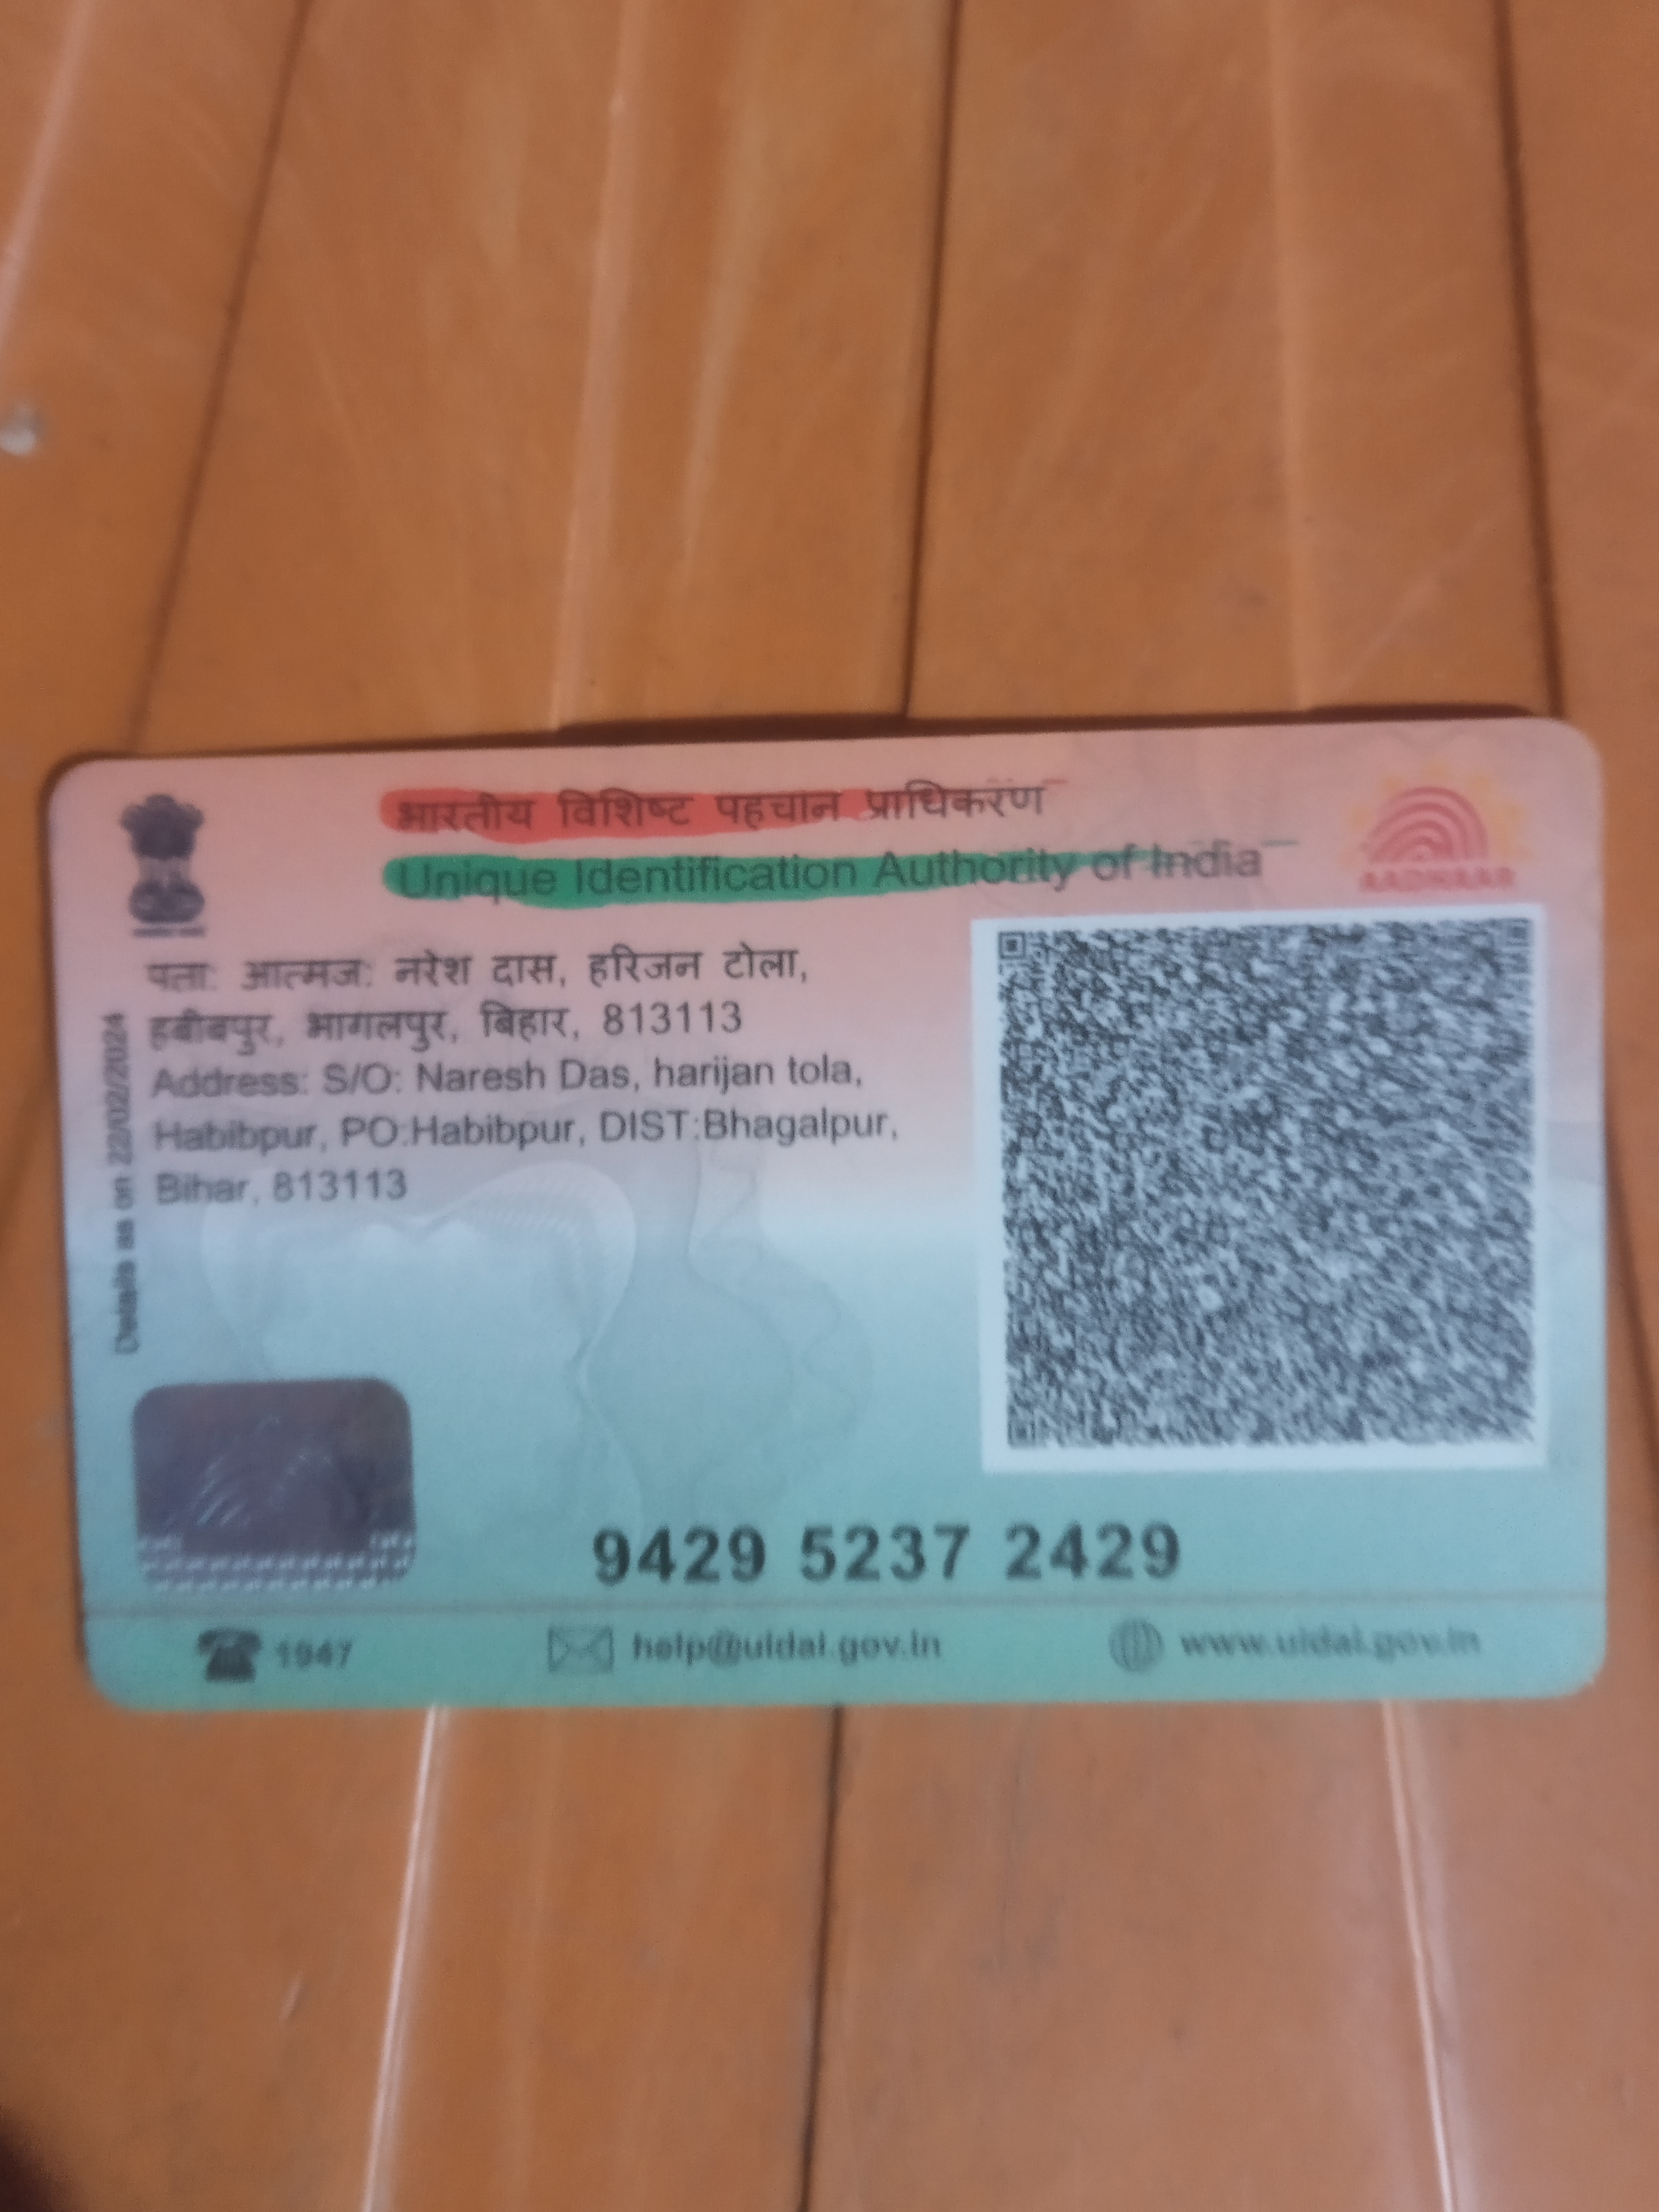 भारतीय विशिष्ट पहचान प्राधिकरण
Unique Identification Authority of India
AADHAAR
पता: आत्मज: नरेश दास, हरिजन टोला,
हबीबपुर, भागलपुर, बिहार, 813113
Address: S/O: Naresh Das, harijan tola,
Habibpur, PO:Habibpur, DIST:Bhagalpur,
Bihar, 813113
Details as on 22/02/2024
9429 5237 2429
1947
help@uidai.gov.in
www.uidai.gov.in